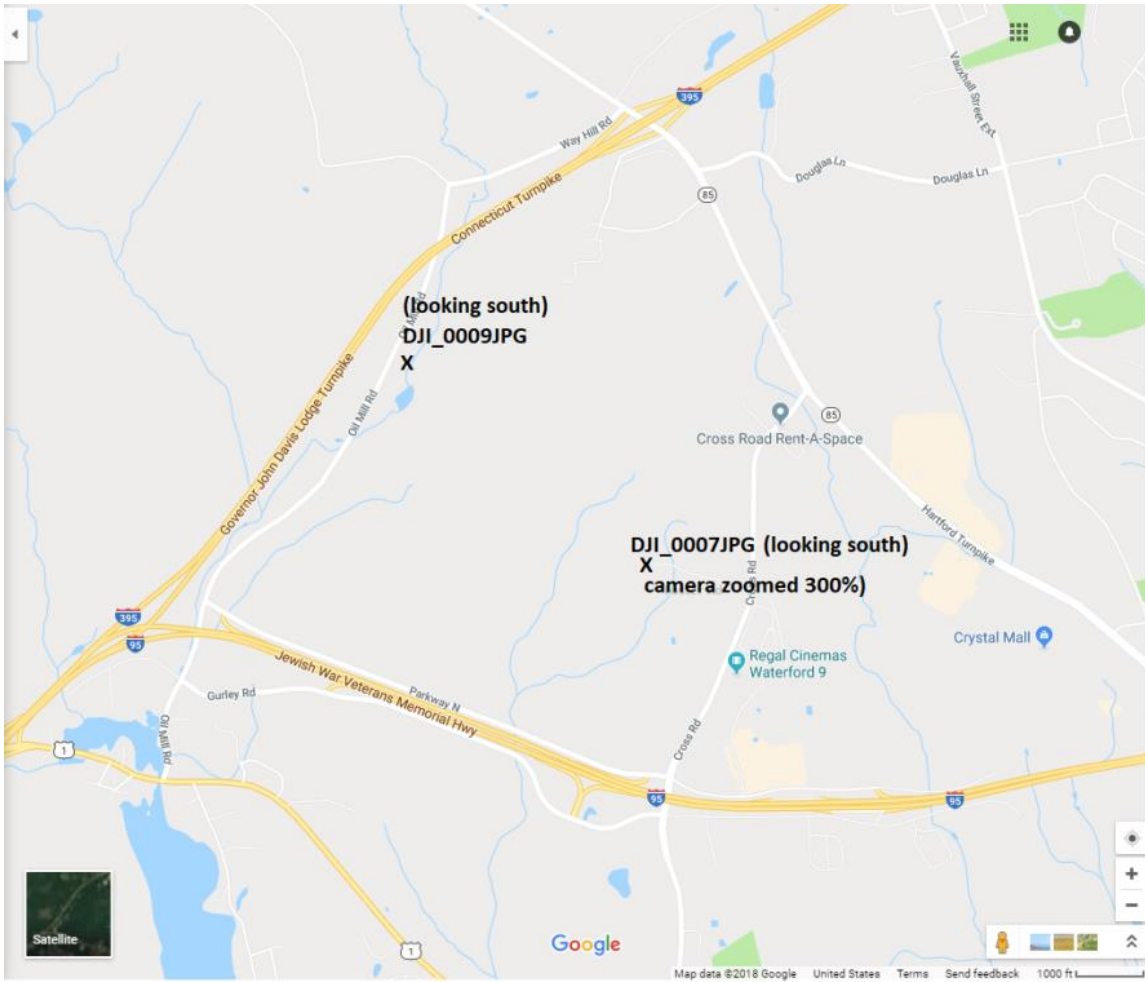 395
Vauxhall Street Ext
Way Hill Rd
Douglas Ln
Douglas Ln
85
Connecticut Turnpike
(looking south)
Oil Mill Rd
DJI_0009JPG
X
Governor John Davis Lodge Turnpike
Oil Mill Rd
85
Cross Road Rent-A-Space
Hartford Turnpike
DJI_0007JPG (looking south)
X
Cross Rd
camera zoomed 300%)
395
95
Crystal Mall
Jewish War Veterans Memorial Hwy
Regal Cinemas
Waterford 9
Parkway N
Gurley Rd
Oil Mill Rd
Cross Rd
1
95
95
Satellite
Google
1
Map data ©2018 Google United States Terms Send feedback 1000 ft